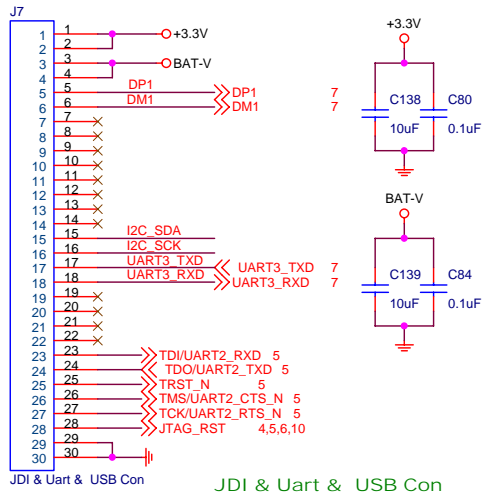 J7
1 1 +3.3V
2 2
3 3 BAT-V
4 4
5 5 DP1 DP1 7
6 6 DM1 DM1 7
7 7
8 8
9 9
10 10
11 11
12 12
13 13
14 14
15 15 I2C_SDA
16 16 I2C_SCK
17 17 UART3_TXD UART3_TXD 7
18 18 UART3_RXD UART3_RXD 7
19 19
20 20
21 21
22 22
23 23 TDI/UART2_RXD 5
24 24 TDO/UART2_TXD 5
25 25 TRST_N 5
26 26 TMS/UART2_CTS_N 5
27 27 TCK/UART2_RTS_N 5
28 28 JTAG_RST 4,5,6,10
29 29
30 30
JDI & Uart & USB Con
+3.3V
C138 C80
10uF 0.1uF
BAT-V
C139 C84
10uF 0.1uF
JDI & Uart & USB Con